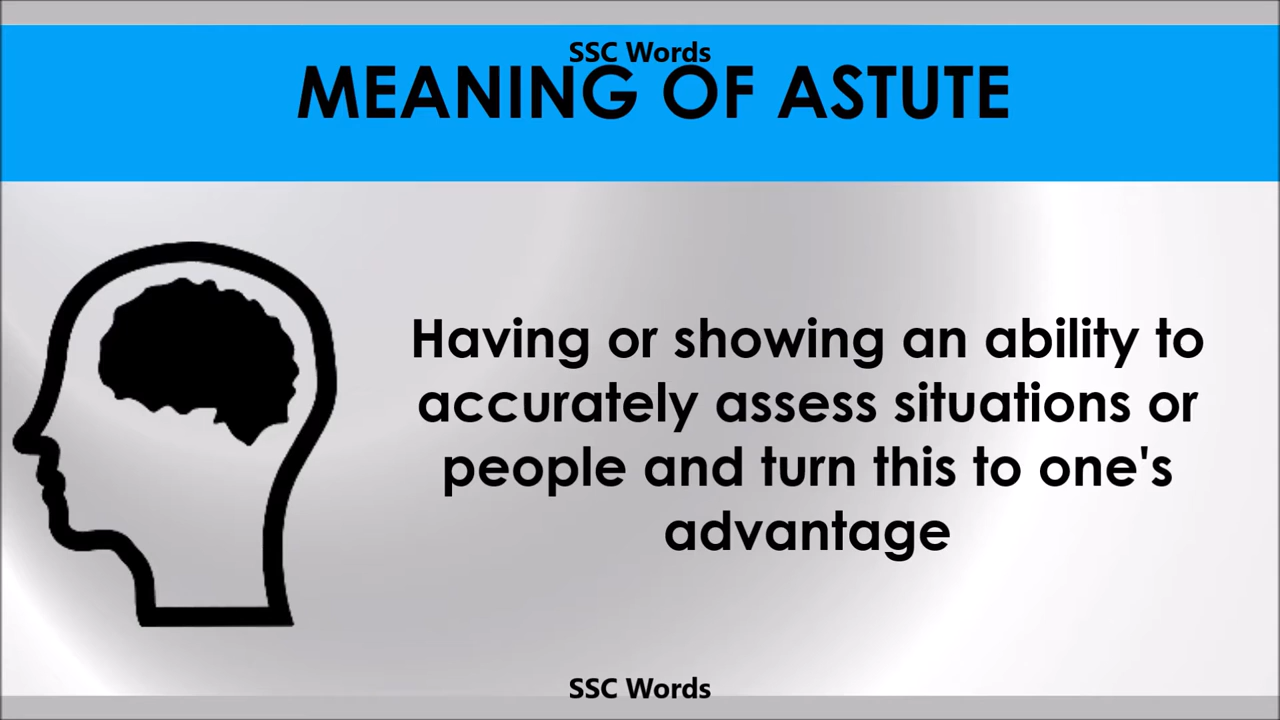 SSC Words
MEANING OF ASTUTE
Having or showing an ability to
accurately assess situations or
people and turn this to one's
advantage
SSC Words